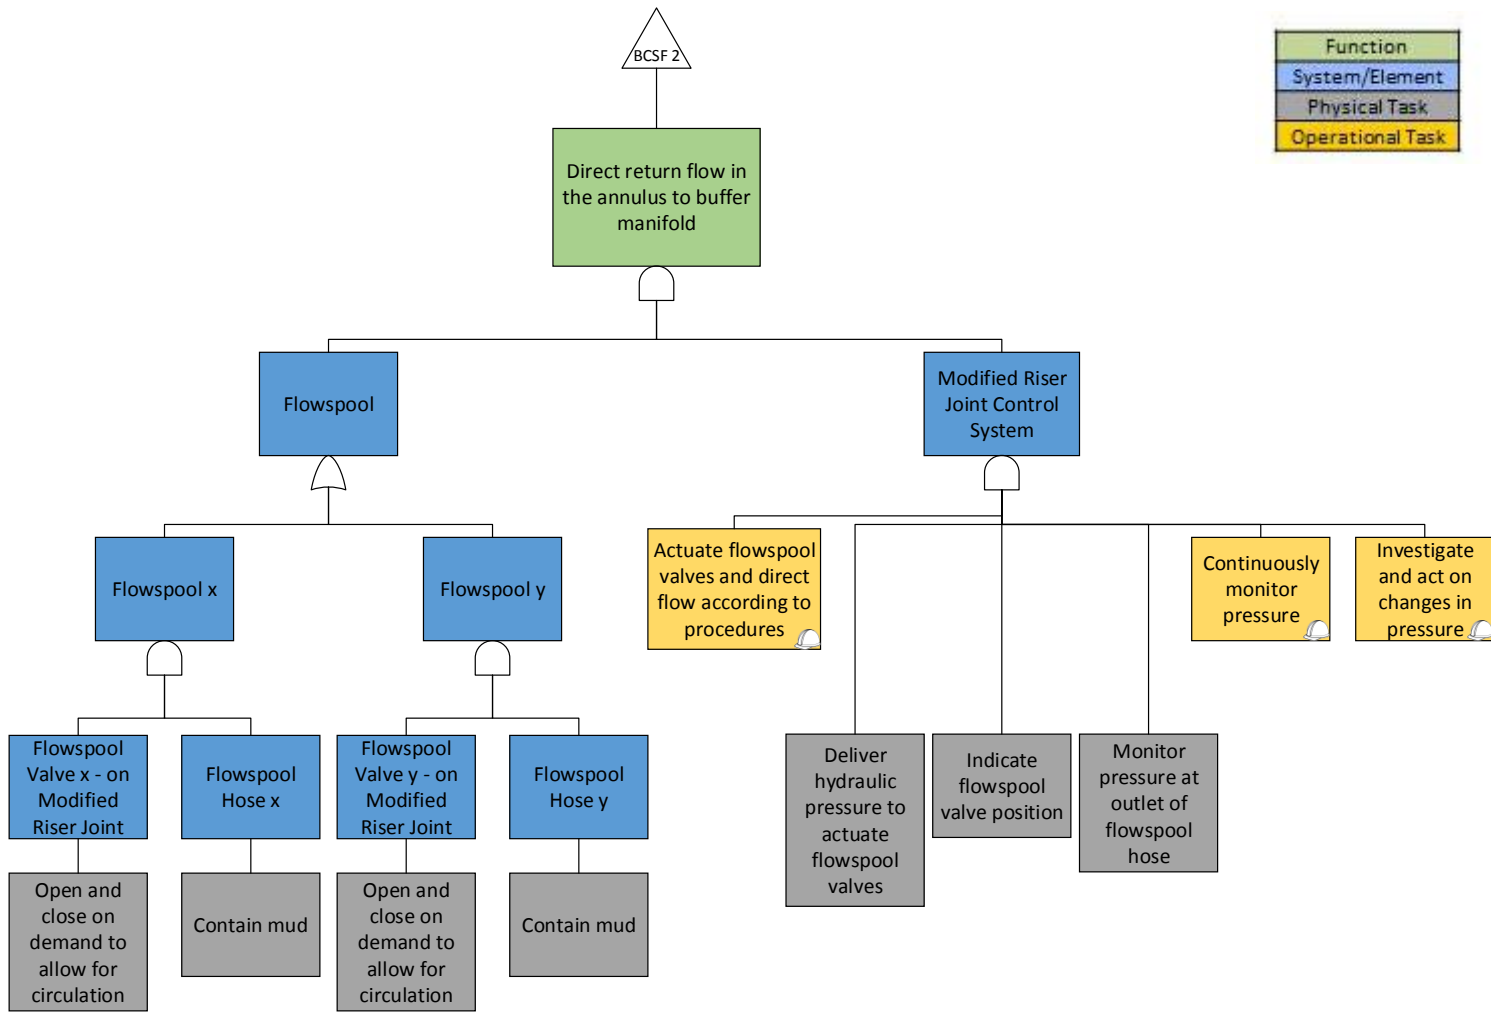 BCSF 2
Function
System/Element
Physical Task
Operational Task
Direct return flow in
the annulus to buffer
manifold
Flowspool
Modified Riser
Joint Control
System
Flowspool x
Flowspool y
Actuate flowspool
valves and direct
flow according to
procedures
Continuously
monitor
pressure
Investigate
and act on
changes in
pressure
Flowspool
Valve x - on
Modified
Riser Joint
Flowspool
Hose x
Flowspool
Valve y - on
Modified
Riser Joint
Flowspool
Hose y
Deliver
hydraulic
pressure to
actuate
flowspool
valves
Indicate
flowspool
valve position
Monitor
pressure at
outlet of
flowspool
hose
Open and
close on
demand to
allow for
circulation
Contain mud
Open and
close on
demand to
allow for
circulation
Contain mud